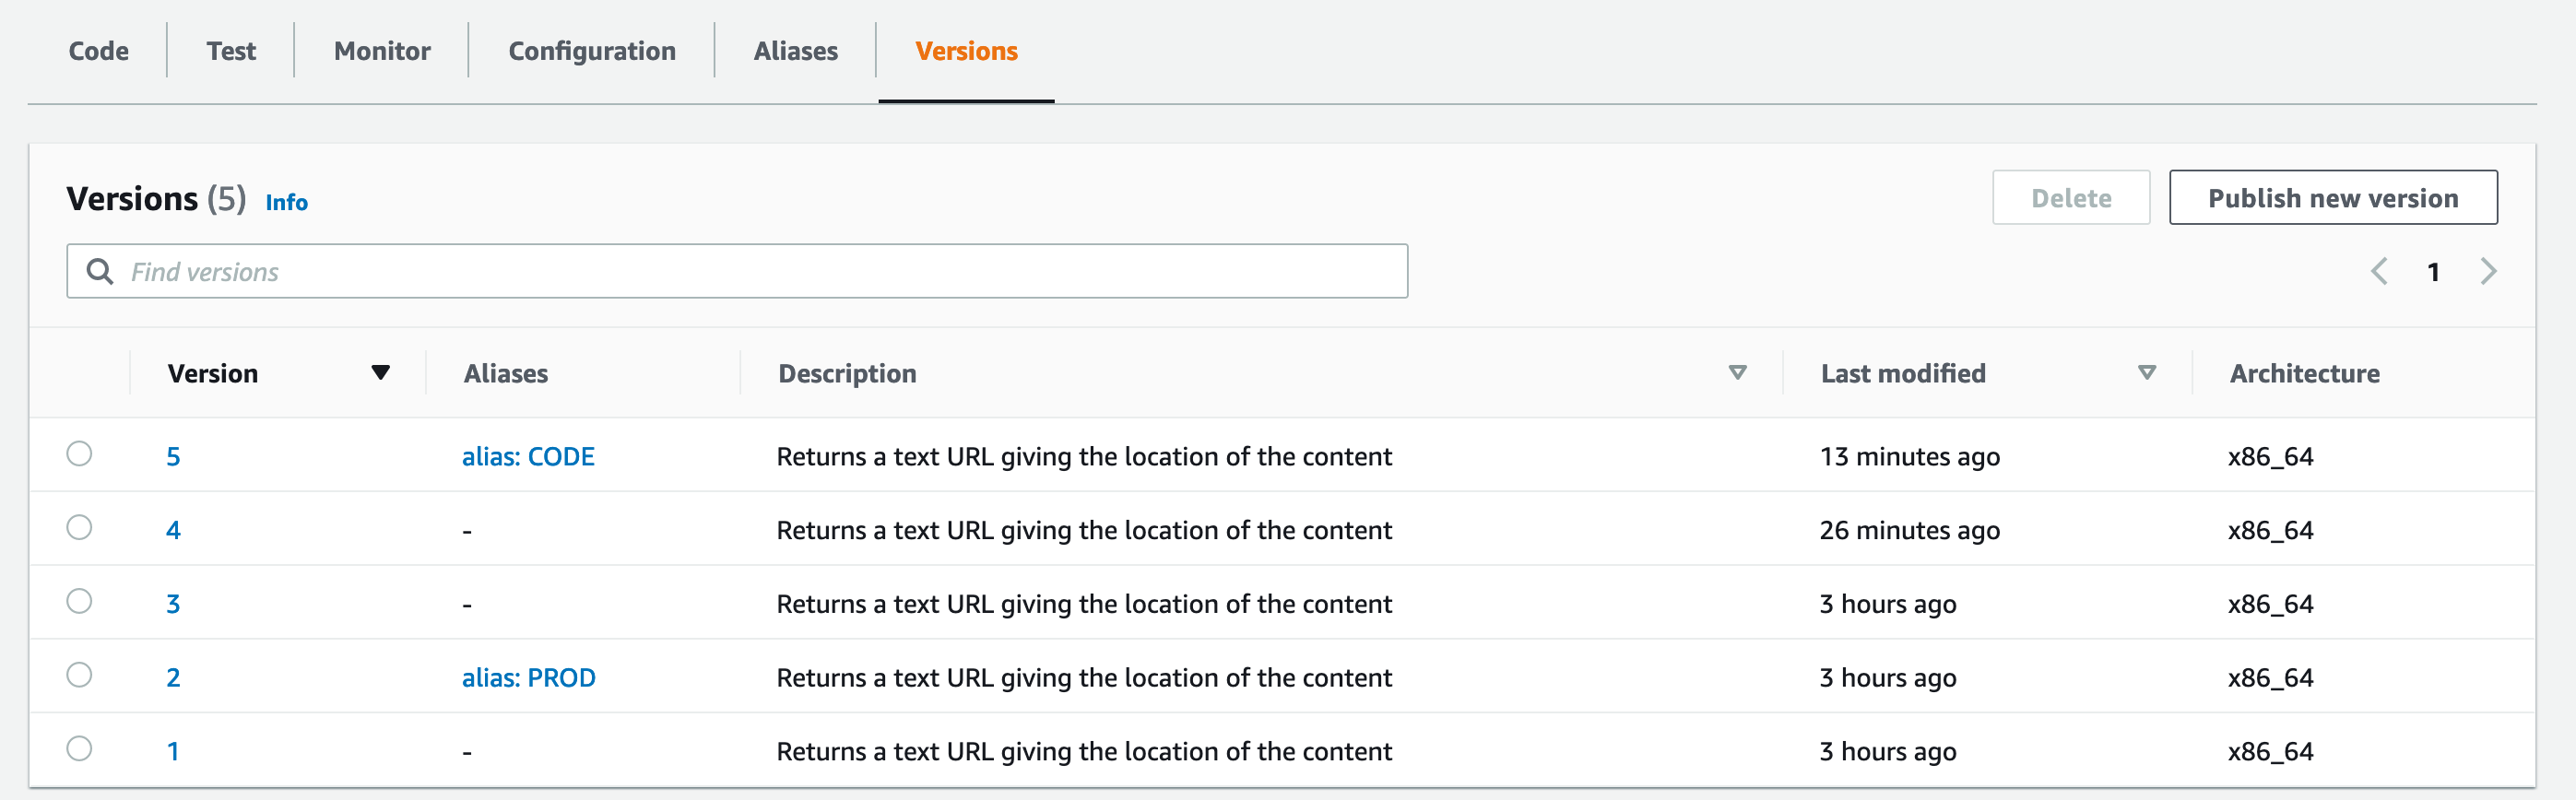 Code Test Monitor Configuration Aliases Versions
Versions (5) Info Delete Publish new version
Find versions 1
Version Aliases Description Last modified Architecture
5 alias: CODE Returns a text URL giving the location of the content 13 minutes ago x86_64
4 - Returns a text URL giving the location of the content 26 minutes ago x86_64
3 - Returns a text URL giving the location of the content 3 hours ago x86_64
2 alias: PROD Returns a text URL giving the location of the content 3 hours ago x86_64
1 - Returns a text URL giving the location of the content 3 hours ago x86_64